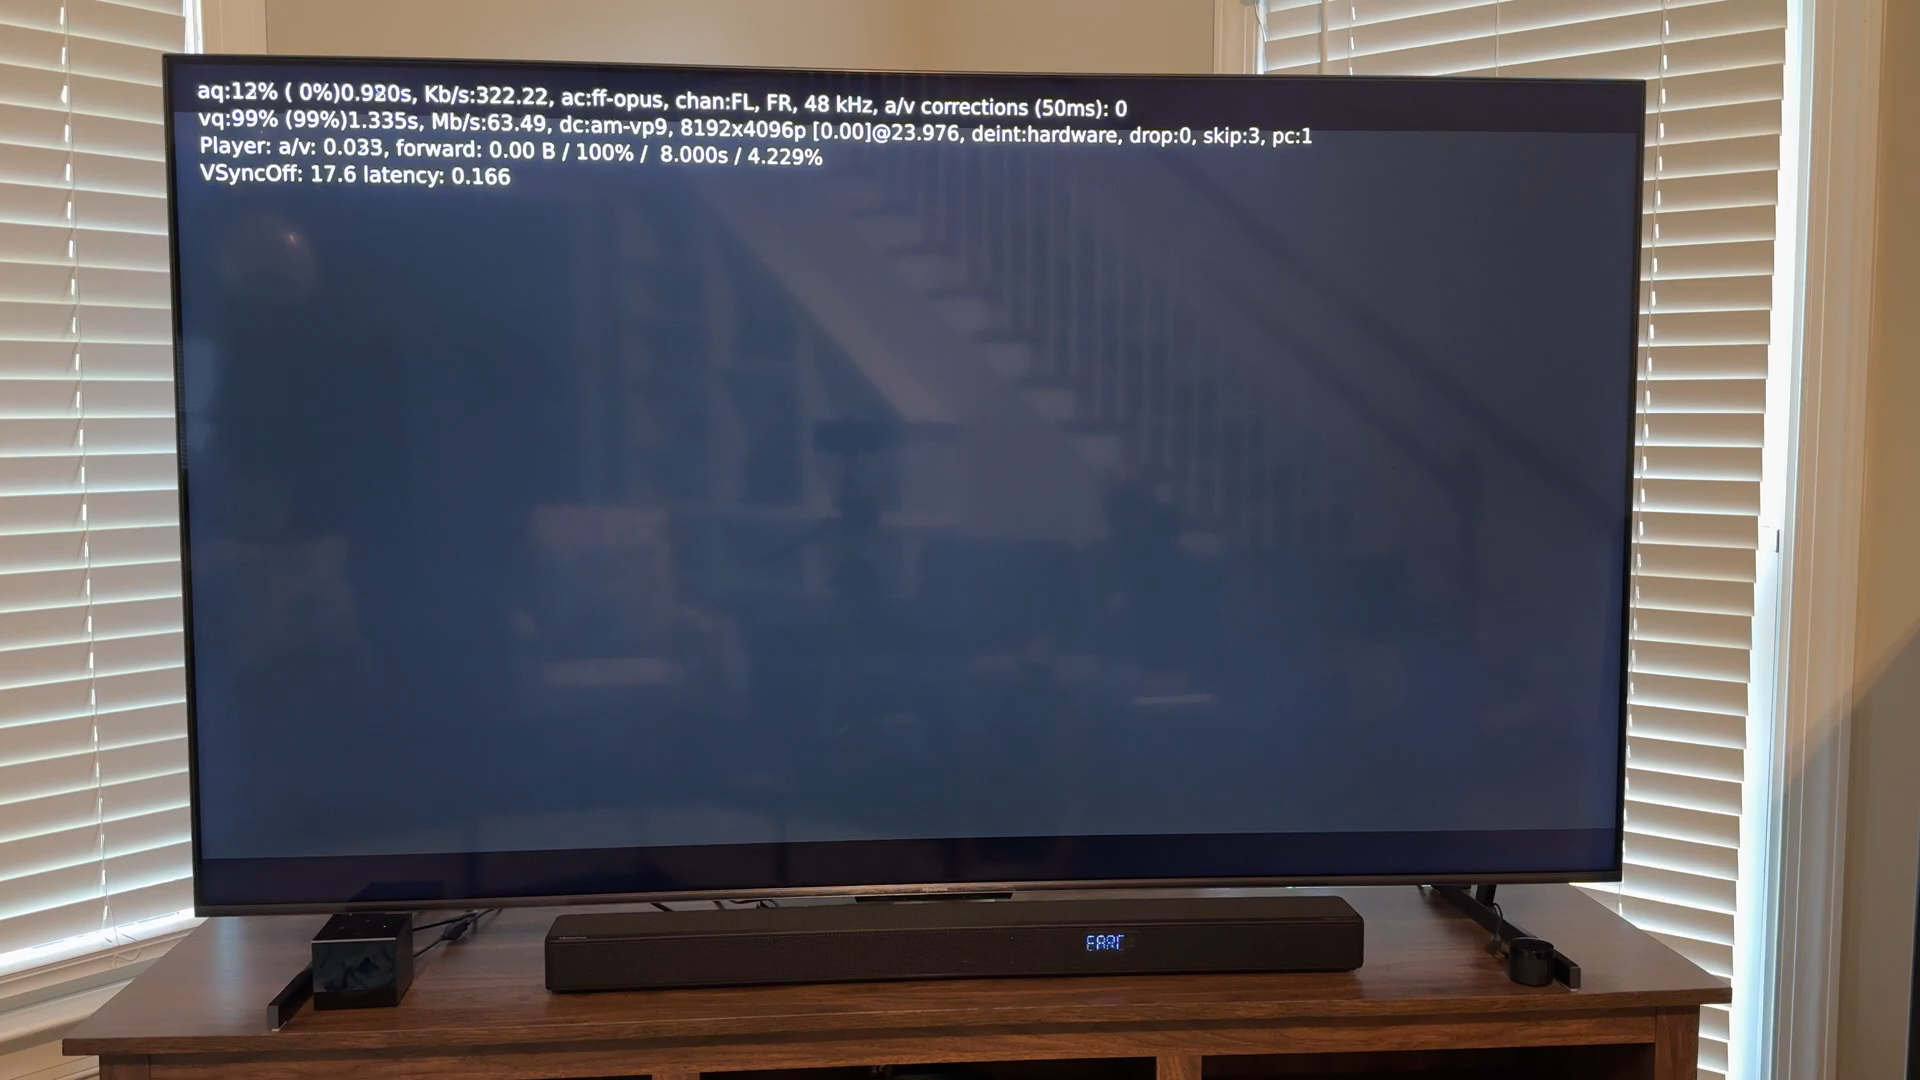 aq:12% ( 0%)0.920s, Kb/s:322.22, ac:ff-opus, chan:FL, FR, 48 kHz, a/v corrections (50ms): 0
vq:99% (99%)1.335s, Mb/s:63.49, dc:am-vp9, 8192x4096p [0.00]@23.976, deint:hardware, drop:0, skip:3, pc:1
Player: a/v: 0.033, forward: 0.00 B / 100% /  8.000s / 4.229%
VSyncOff: 17.6 latency: 0.166
Hisense
EARC